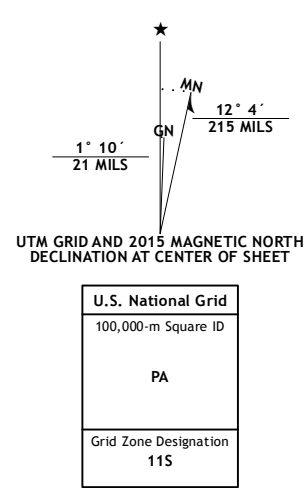 ★
MN
GN
12° 4´
215 MILS
1° 10´
21 MILS
UTM GRID AND 2015 MAGNETIC NORTH
DECLINATION AT CENTER OF SHEET
U.S. National Grid
100,000-m Square ID
PA
Grid Zone Designation
11S